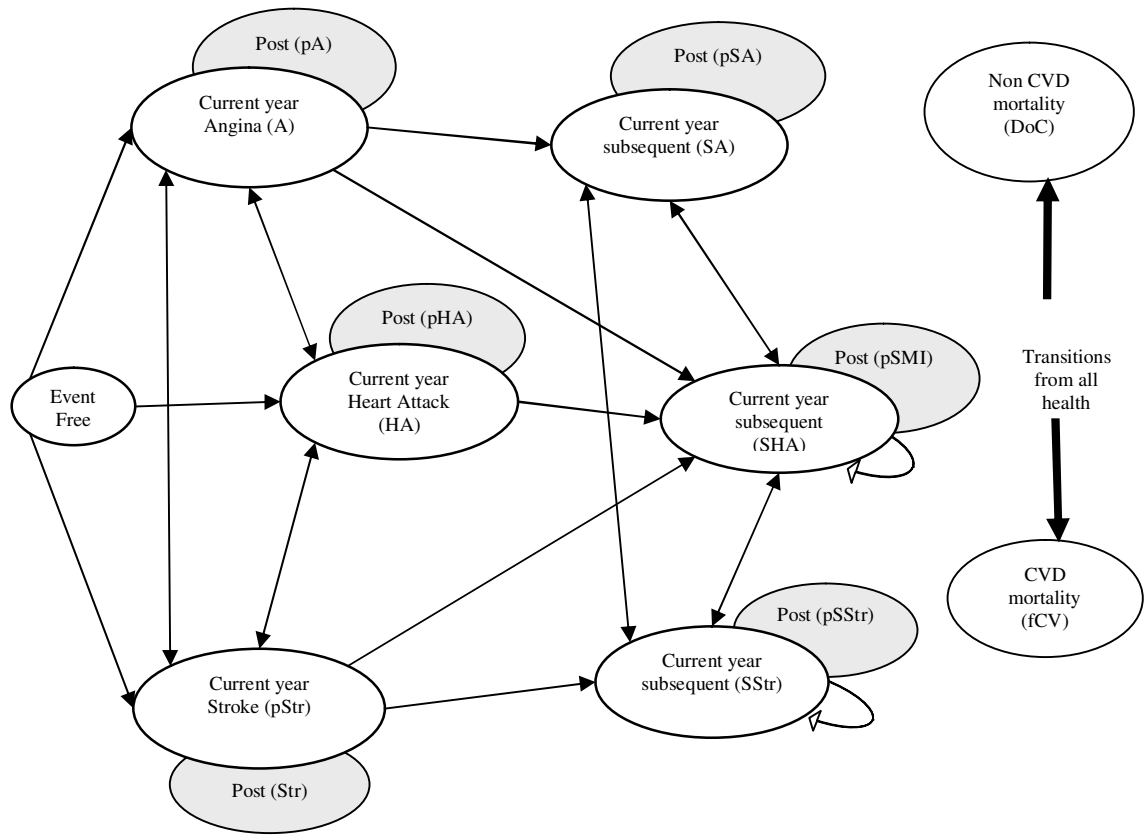 Post (pA)
Current year
Angina (A)
Post (pSA)
Current year
subsequent (SA)
Non CVD
mortality
(DoC)
Post (pHA)
Current year
Heart Attack
(HA)
Event
Free
Post (pSMI)
Current year
subsequent
(SHA)
Transitions
from all
health
Post (pSStr)
Current year
subsequent (SStr)
CVD
mortality
(fCV)
Current year
Stroke (pStr)
Post (Str)